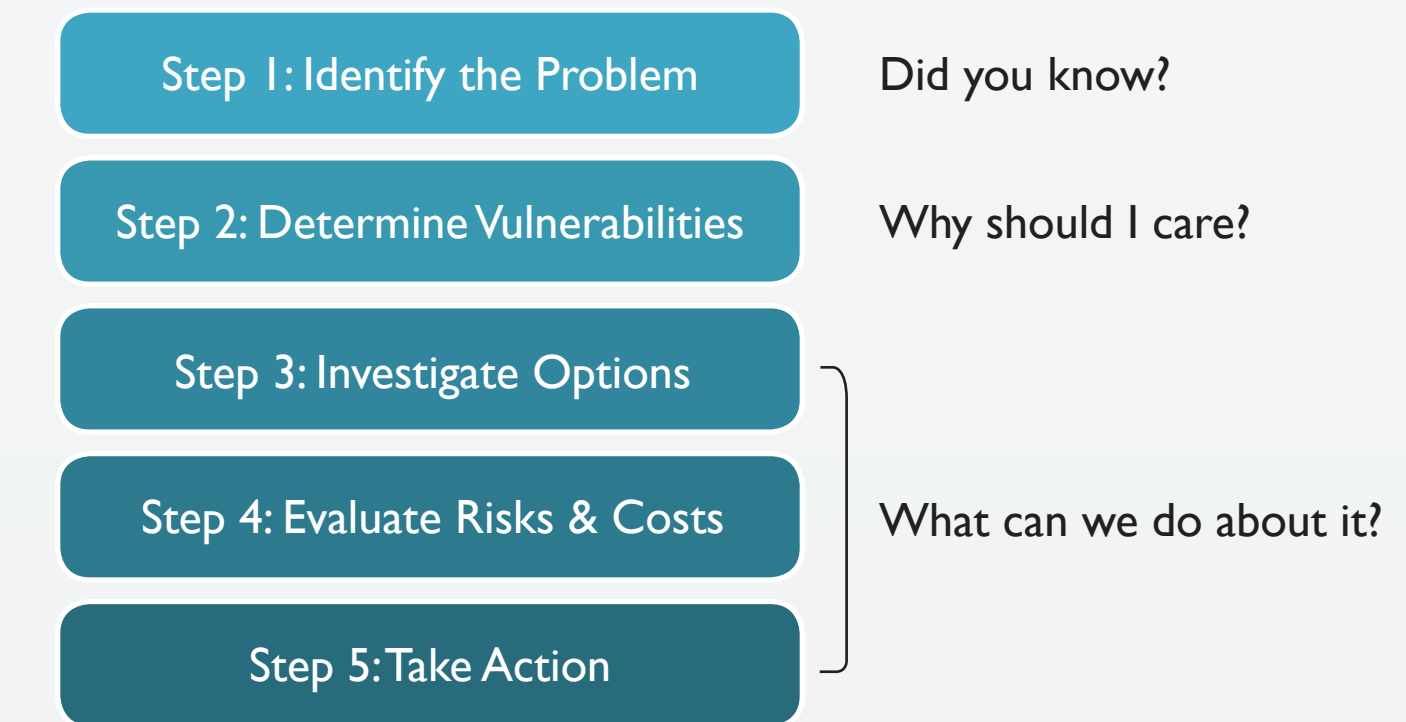 Step 1: Identify the Problem
Did you know?
Step 2: Determine Vulnerabilities
Why should I care?
Step 3: Investigate Options
Step 4: Evaluate Risks & Costs
What can we do about it?
Step 5: Take Action